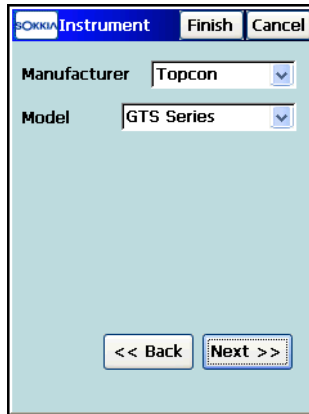 SOKKIA Instrument Finish Cancel
Manufacturer Topcon
Model GTS Series
<< Back Next >>